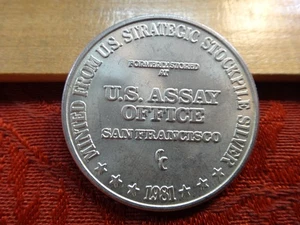 MINTED FROM U.S. STRATEGIC STOCKPILE SILVER
FORMERLY STORED
AT
U.S. ASSAY
OFFICE
SAN FRANCISCO
1981